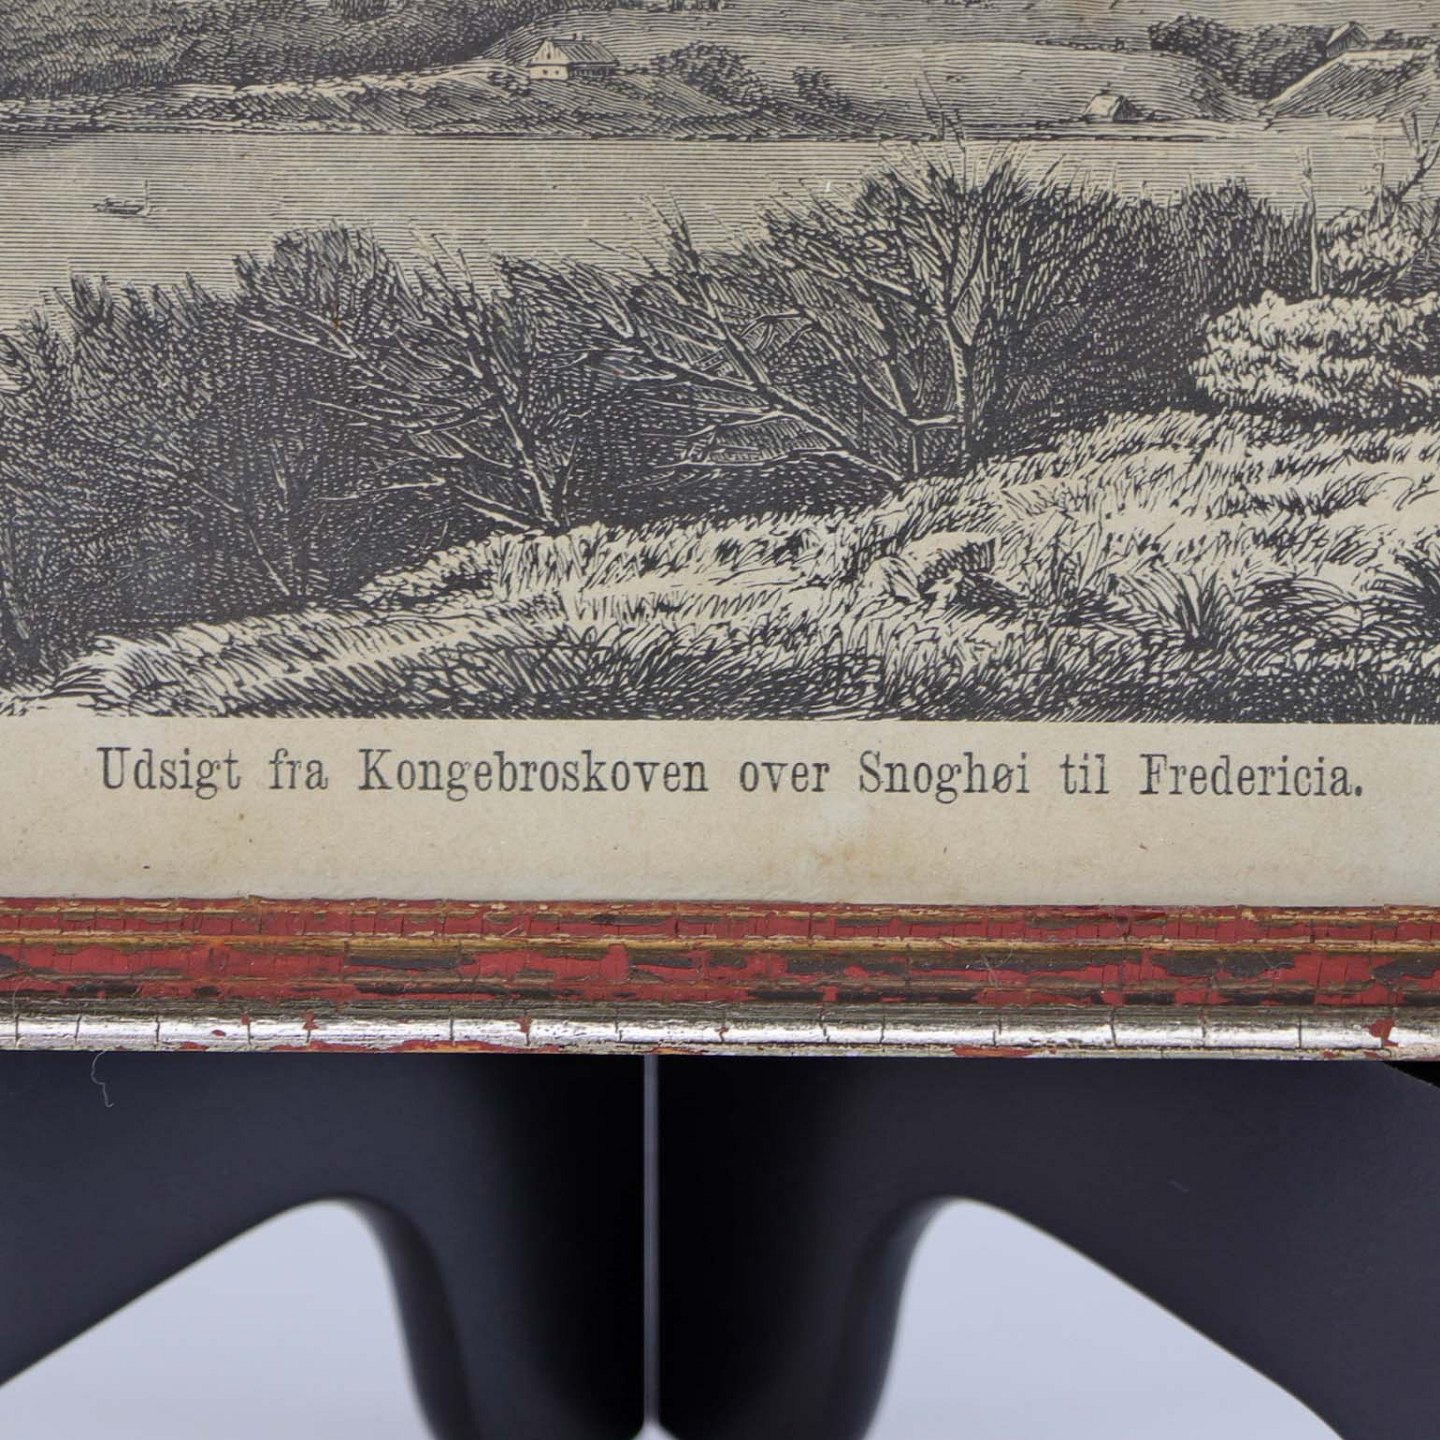 Udsigt fra Kongebroskoven over Snoghøi til Fredericia.